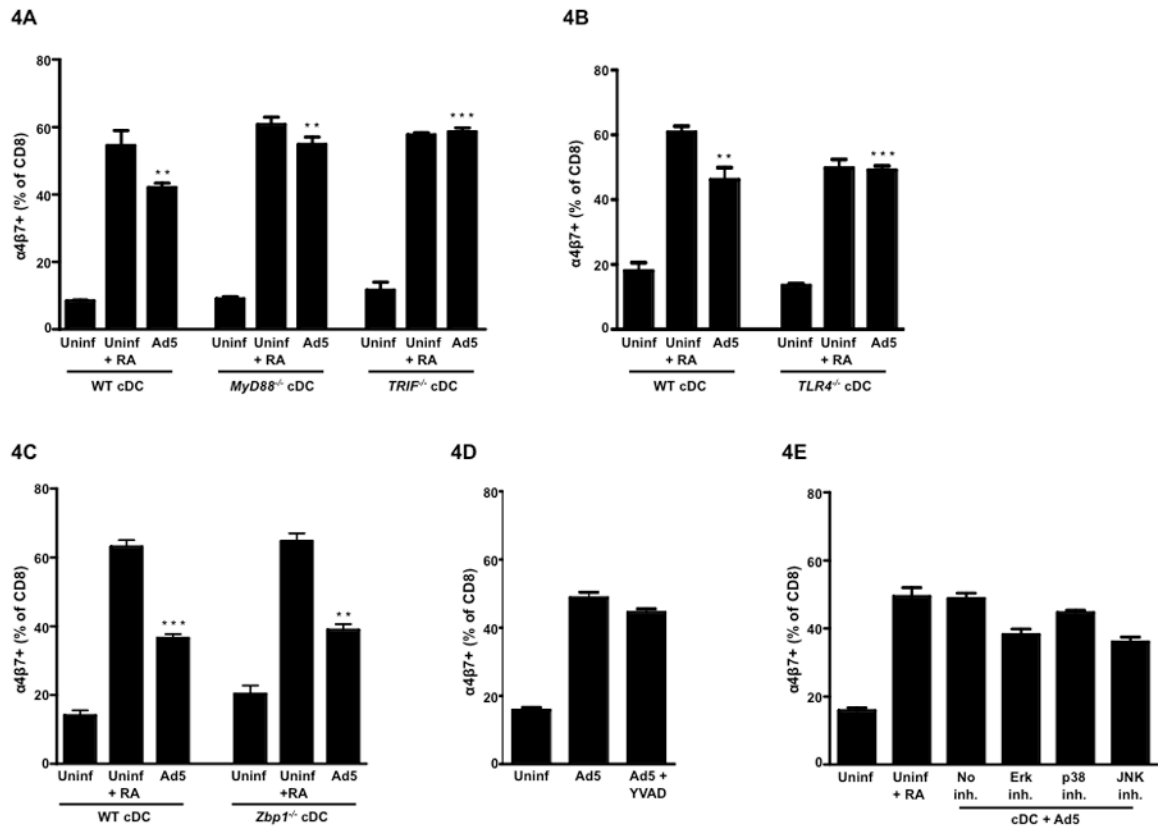 4A
80
60
40
20
0
α4β7+ (% of CD8)
**
**
***
Uninf Uninf Ad5 Uninf Uninf Ad5 Uninf Uninf Ad5
+ RA + RA + RA
WT cDC MyD88-/- cDC TRIF-/- cDC
4B
80
60
40
20
0
α4β7+ (% of CD8)
**
***
Uninf Uninf Ad5 Uninf Uninf Ad5
+ RA + RA
WT cDC TLR4-/- cDC
4C
80
60
40
20
0
α4β7+ (% of CD8)
***
**
Uninf Uninf Ad5 Uninf Uninf Ad5
+ RA +RA
WT cDC Zbp1-/- cDC
4D
80
60
40
20
0
α4β7+ (% of CD8)
Uninf Ad5 Ad5 +
YVAD
4E
80
60
40
20
0
α4β7+ (% of CD8)
Uninf Uninf No Erk p38 JNK
+ RA inh. inh. inh. inh.
cDC + Ad5